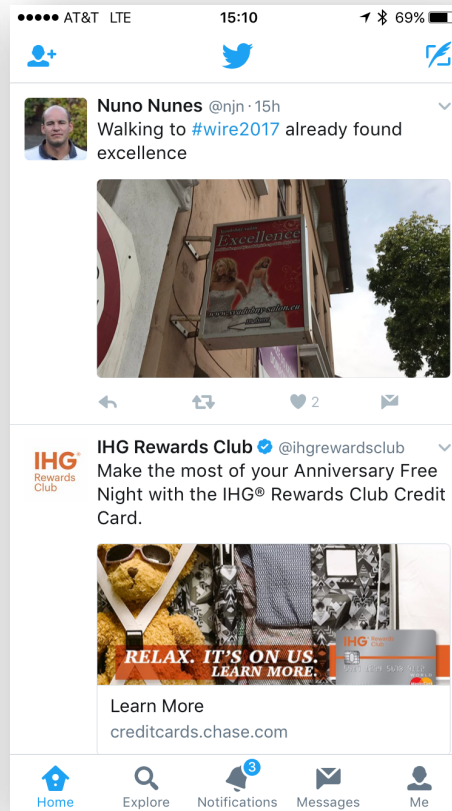 AT&T LTE 15:10 69%
Nuno Nunes @njn · 15h
Walking to #wire2017 already found
excellence
Excellence
2
IHG Rewards Club @ihgrewardsclub
IHG®
Rewards
Club
Make the most of your Anniversary Free
Night with the IHG® Rewards Club Credit
Card.
RELAX. IT'S ON US.
LEARN MORE.
IHG® Rewards
Club
Learn More
creditcards.chase.com
3
Home Explore Notifications Messages Me